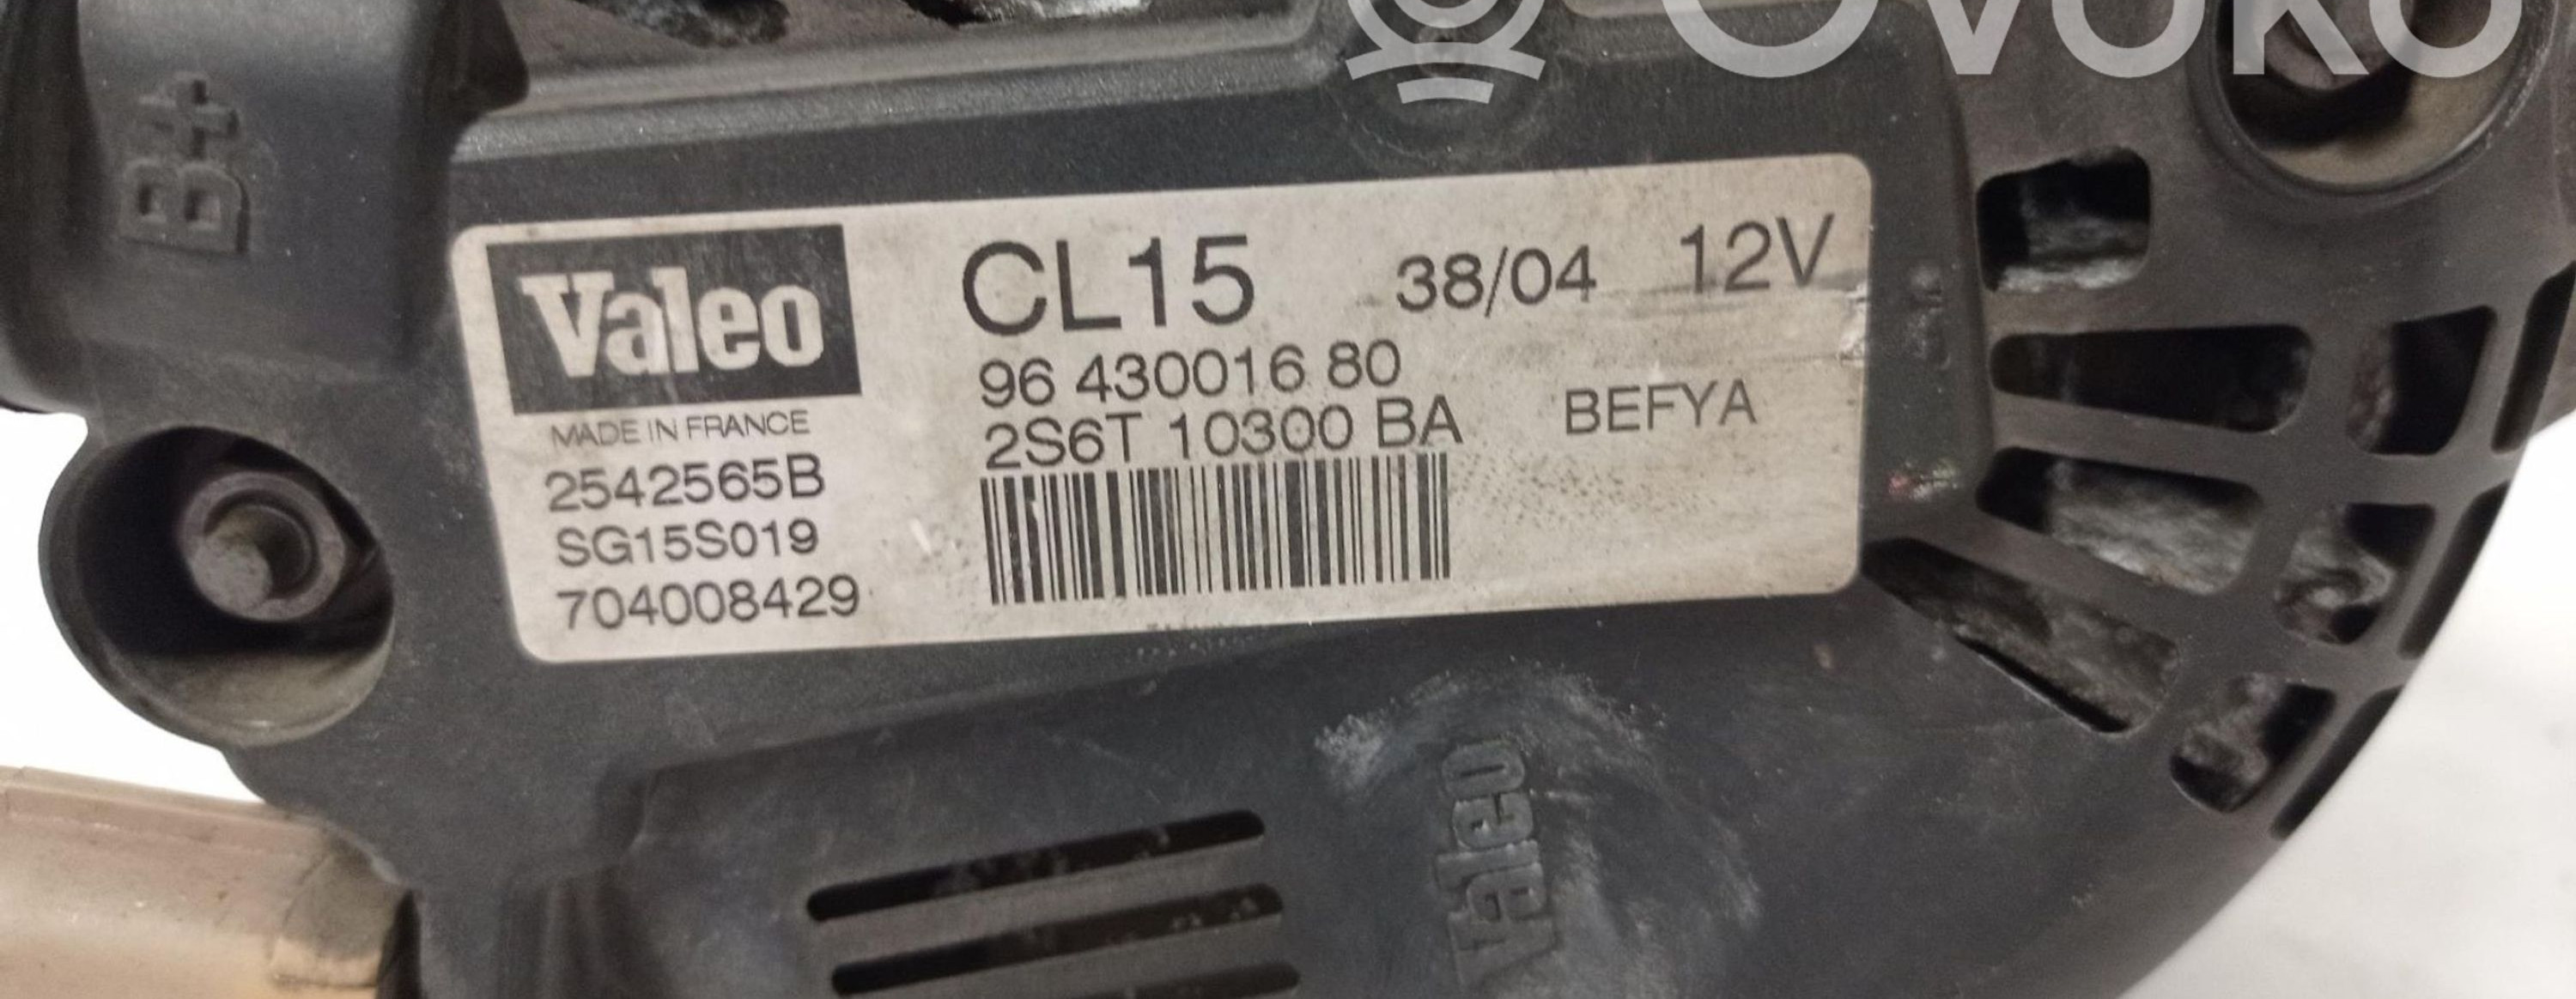 OVOKO
B+
Valeo
MADE IN FRANCE
2542565B
SG15S019
704008429
CL15 38/04 12V
96 430016 80
2S6T 10300 BA BEFYA
Valeo